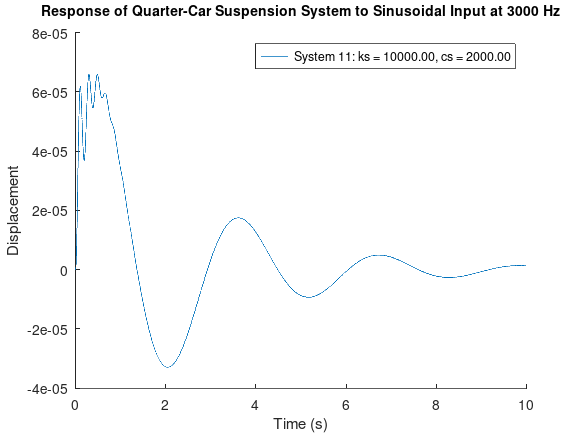 Response of Quarter-Car Suspension System to Sinusoidal Input at 3000 Hz
8e-05
System 11: ks = 10000.00, cs = 2000.00
6e-05
4e-05
Displacement
2e-05
0
-2e-05
-4e-05
0 2 4 6 8 10
Time (s)